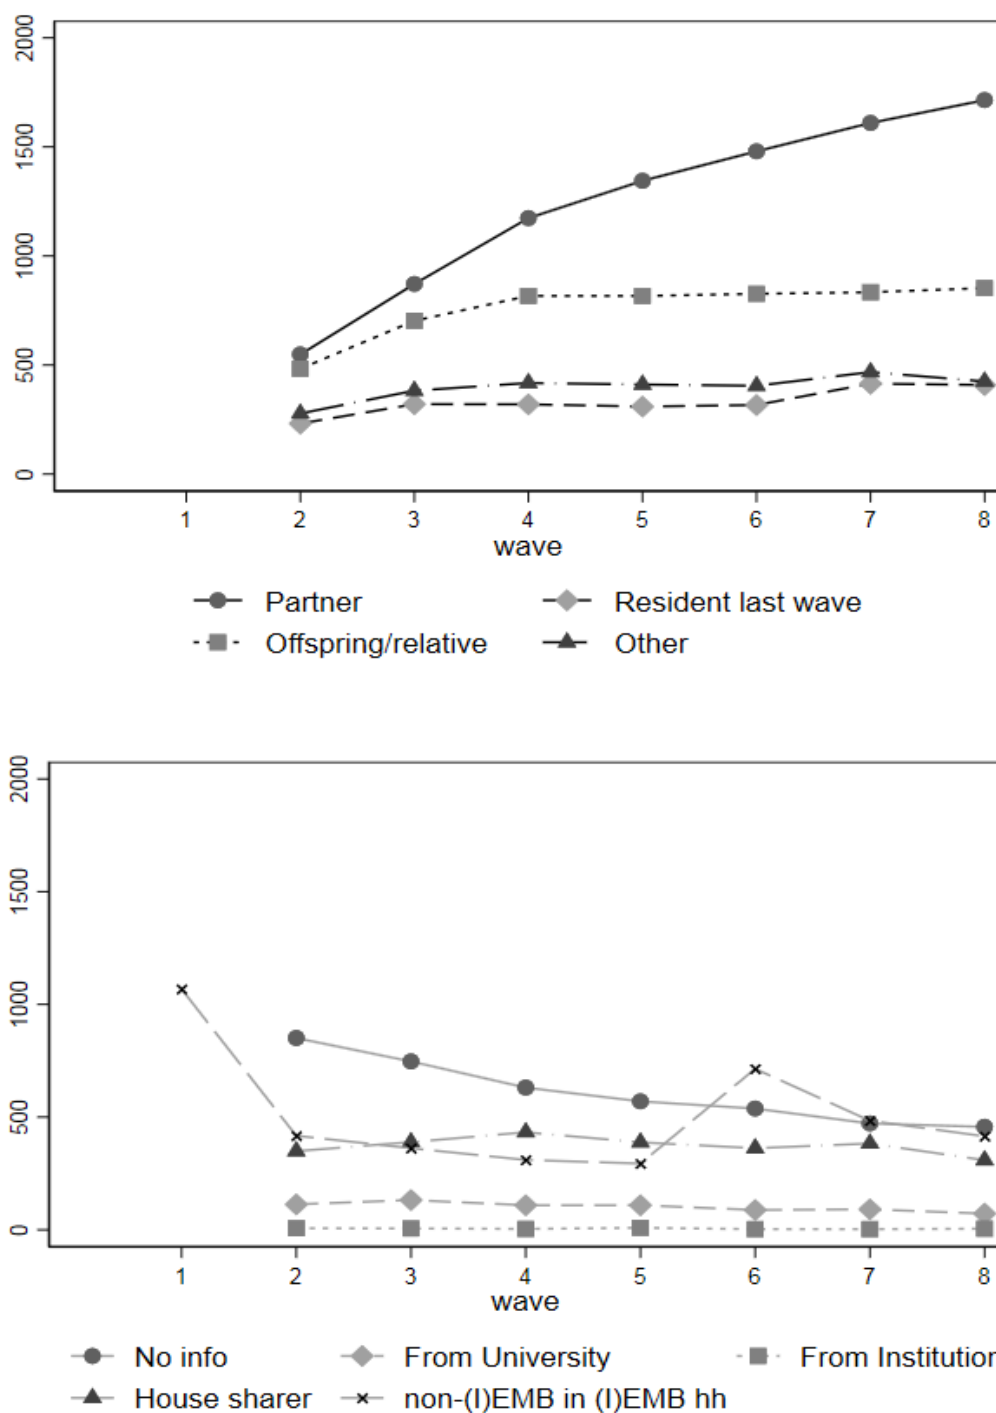 2000
1500
1000
500
0
1 2 3 4 5 6 7 8
wave
Partner Resident last wave
Offspring/relative Other
2000
1500
1000
500
0
1 2 3 4 5 6 7 8
wave
No info From University From Institution
House sharer non-(I)EMB in (I)EMB hh